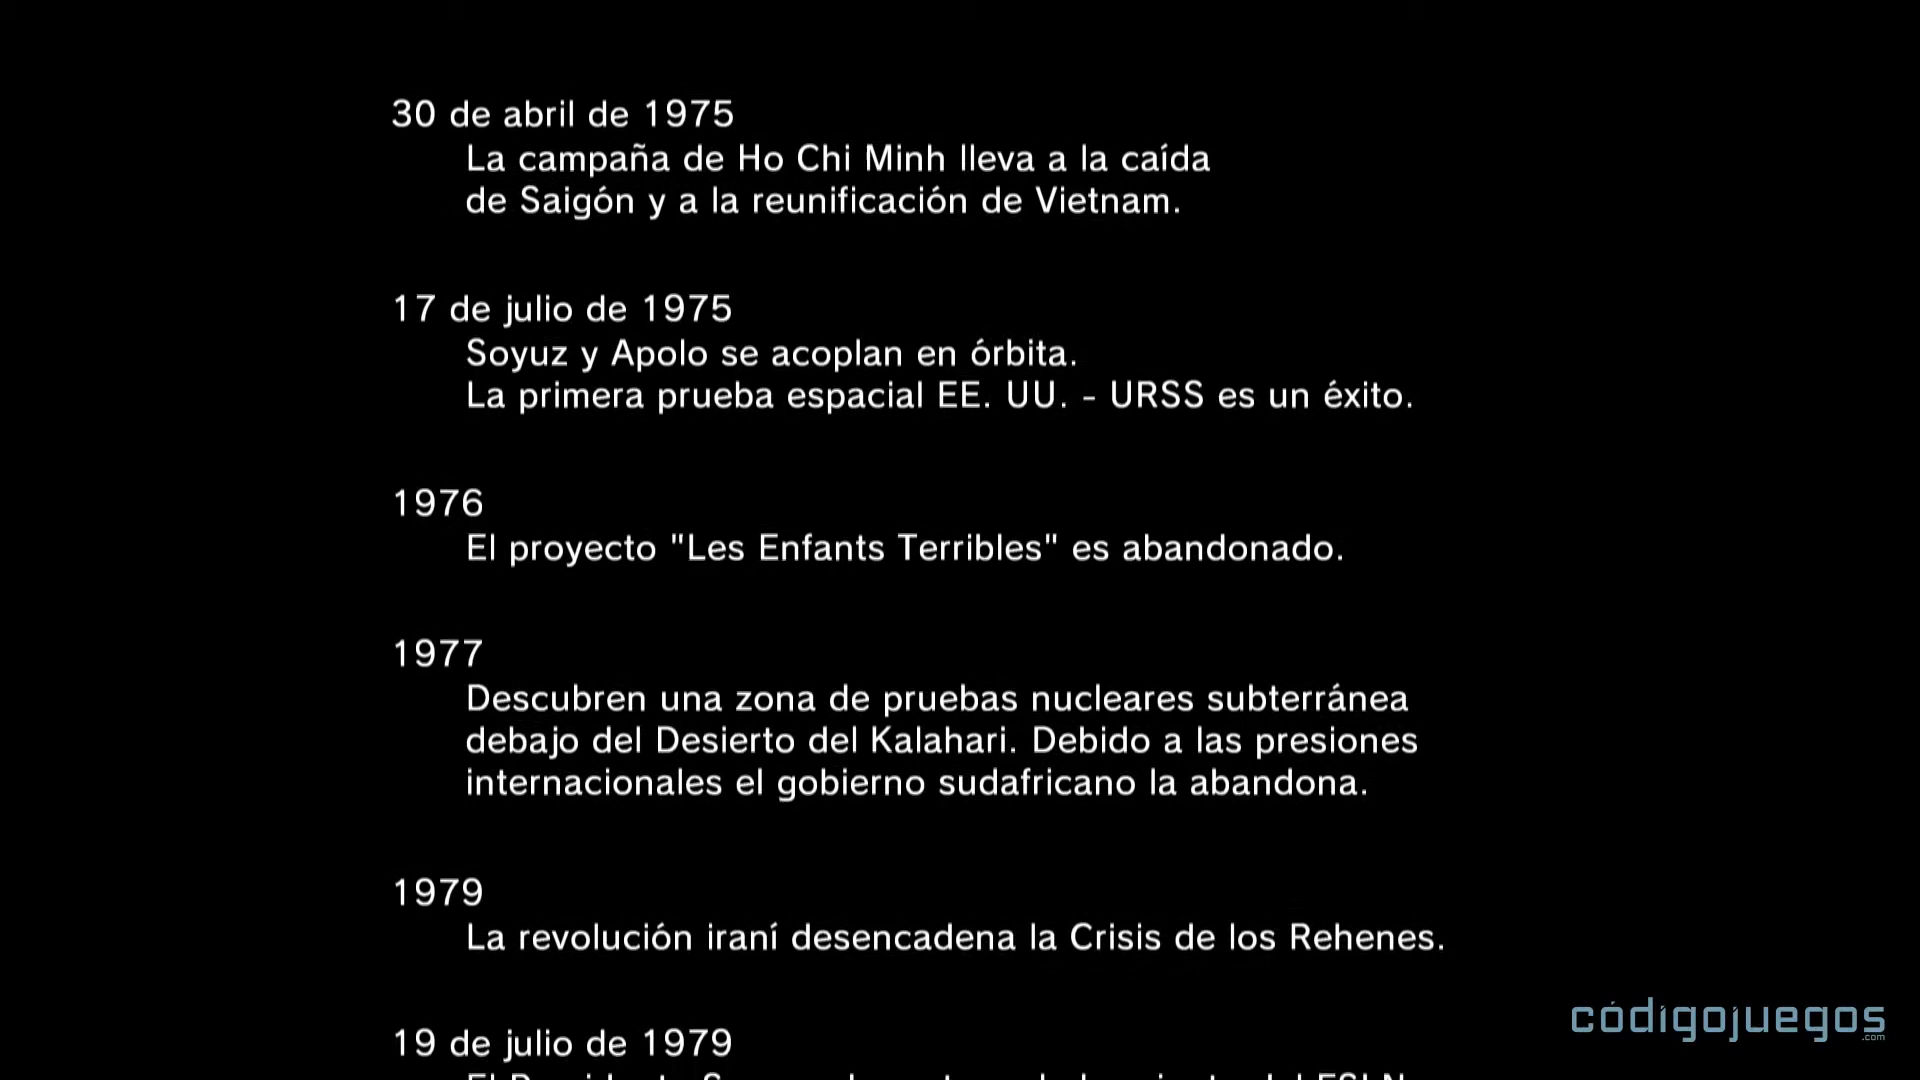 30 de abril de 1975
La campaña de Ho Chi Minh lleva a la caída
de Saigón y a la reunificación de Vietnam.
17 de julio de 1975
Soyuz y Apolo se acoplan en órbita.
La primera prueba espacial EE. UU. - URSS es un éxito.
1976
El proyecto "Les Enfants Terribles" es abandonado.
1977
Descubren una zona de pruebas nucleares subterránea
debajo del Desierto del Kalahari. Debido a las presiones
internacionales el gobierno sudafricano la abandona.
1979
La revolución iraní desencadena la Crisis de los Rehenes.
19 de julio de 1979
códigojuegos
.com